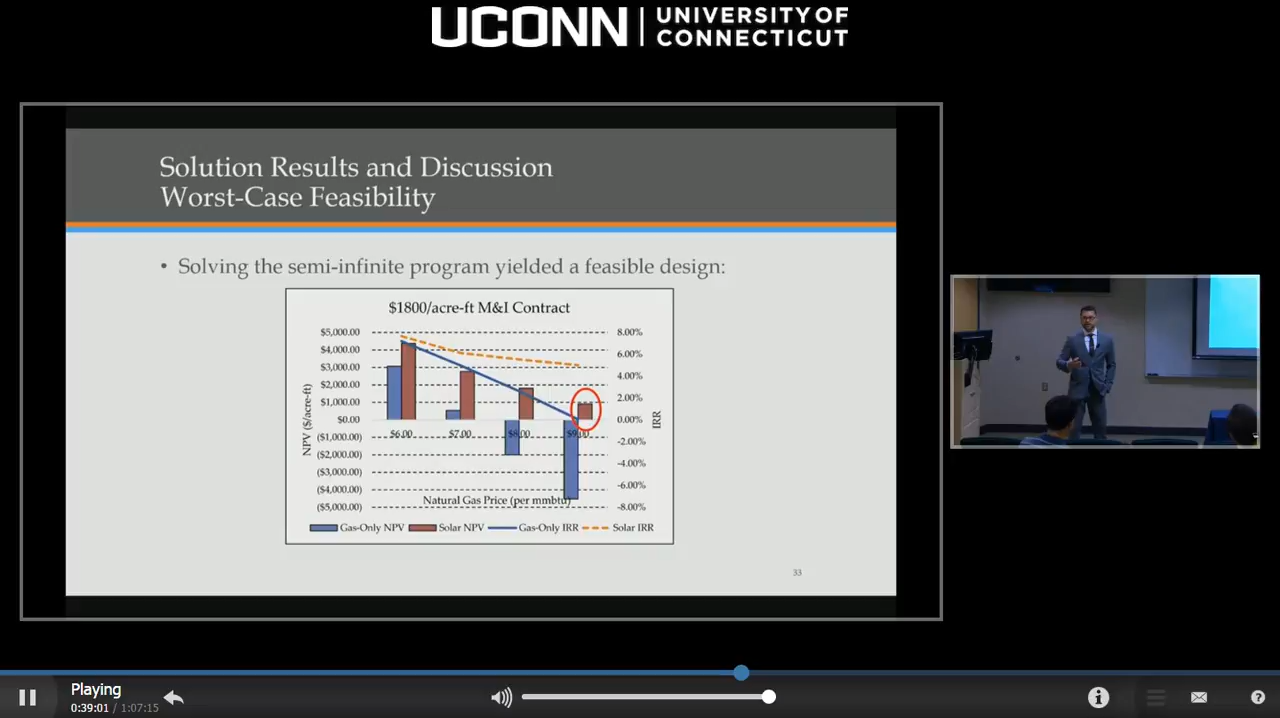 UCONN
UNIVERSITY OF
CONNECTICUT
Solution Results and Discussion
Worst-Case Feasibility
• Solving the semi-infinite program yielded a feasible design:
$1800/acre-ft M&I Contract
NPV ($/acre-ft)
$5,000.00
$4,000.00
$3,000.00
$2,000.00
$1,000.00
$0.00
($1,000.00)
($2,000.00)
($3,000.00)
($4,000.00)
($5,000.00)
$6.00 $7.00 $8.00 $9.00
8.00%
6.00%
4.00%
2.00%
0.00%
-2.00%
-4.00%
-6.00%
-8.00%
IRR
Natural Gas Price (per mmbtu)
Gas-Only NPV Solar NPV Gas-Only IRR Solar IRR
33
Playing
0:39:01 / 1:07:15